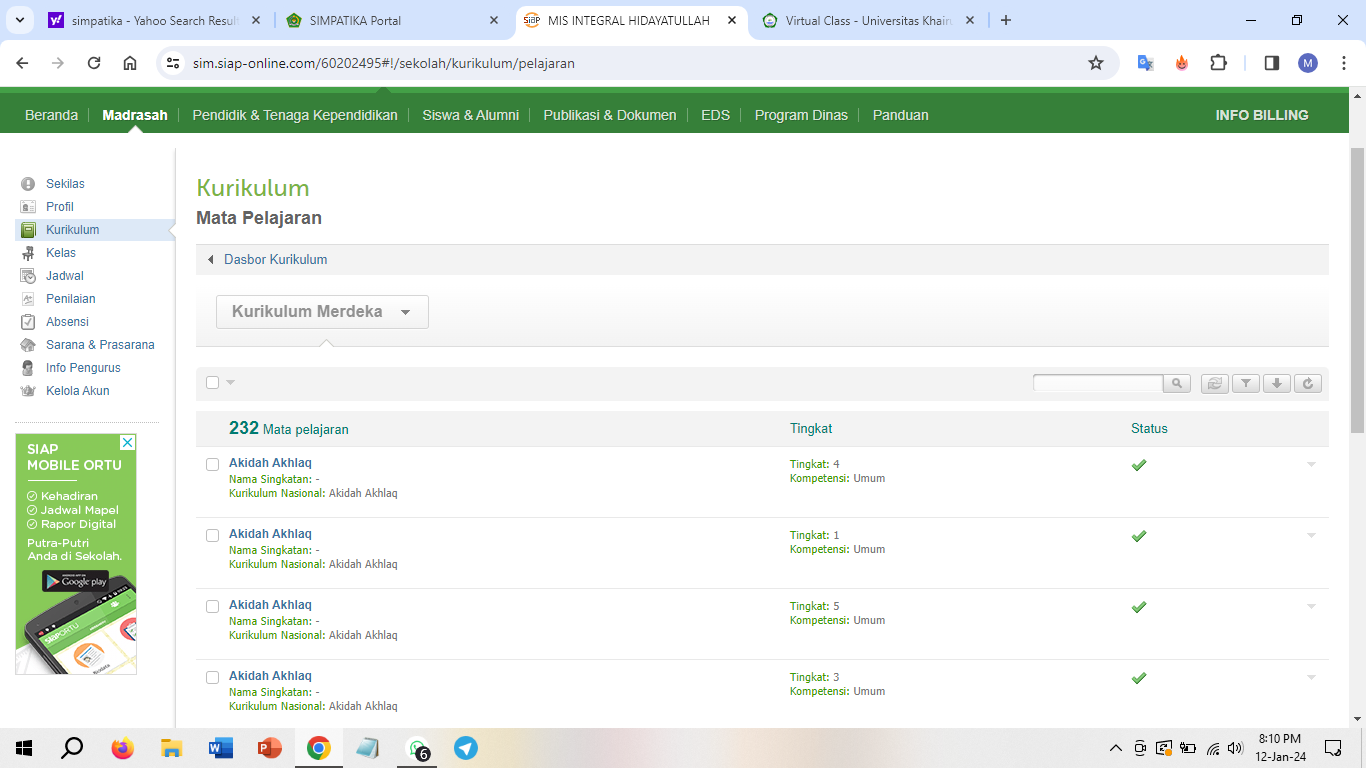 simpatika - Yahoo Search Resul
SIMPATIKA Portal
SIAP
MIS INTEGRAL HIDAYATULLAH
Virtual Class - Universitas Khair
sim.siap-online.com/60202495#!/sekolah/kurikulum/pelajaran
M
Beranda
Madrasah
Pendidik & Tenaga Kependidikan
Siswa & Alumni
Publikasi & Dokumen
EDS
Program Dinas
Panduan
INFO BILLING
Sekilas
Profil
Kurikulum
Kelas
Jadwal
Penilaian
Absensi
Sarana & Prasarana
Info Pengurus
Kelola Akun
SIAP
MOBILE ORTU
Kehadiran
Jadwal Mapel
Rapor Digital
Putra-Putri
Anda di Sekolah.
Google play
Kurikulum
Mata Pelajaran
Dasbor Kurikulum
Kurikulum Merdeka
232 Mata pelajaran
Tingkat
Status
Akidah Akhlaq
Nama Singkatan: -
Kurikulum Nasional: Akidah Akhlaq
Tingkat: 4
Kompetensi: Umum
Akidah Akhlaq
Nama Singkatan: -
Kurikulum Nasional: Akidah Akhlaq
Tingkat: 1
Kompetensi: Umum
Akidah Akhlaq
Nama Singkatan: -
Kurikulum Nasional: Akidah Akhlaq
Tingkat: 5
Kompetensi: Umum
Akidah Akhlaq
Nama Singkatan: -
Kurikulum Nasional: Akidah Akhlaq
Tingkat: 3
Kompetensi: Umum
6
8:10 PM
12-Jan-24